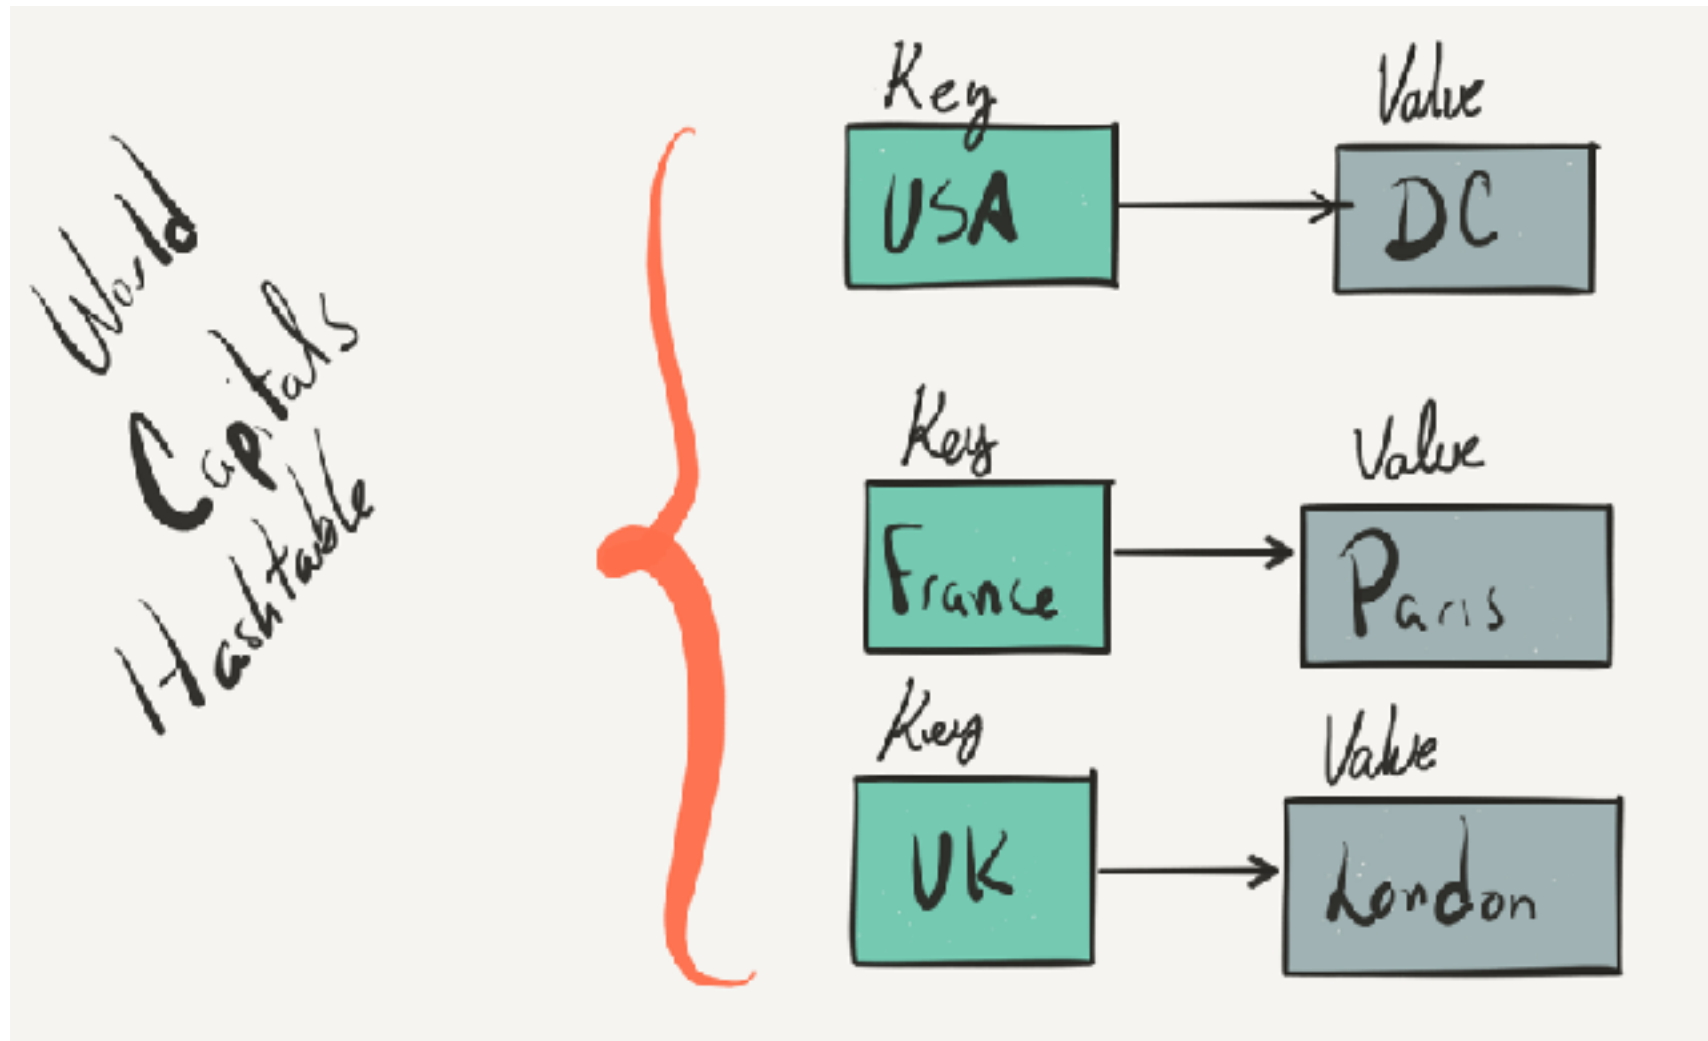 World
Capitals
Hashtable
Key
Value
USA
DC
Key
Value
France
Paris
Key
Value
UK
London